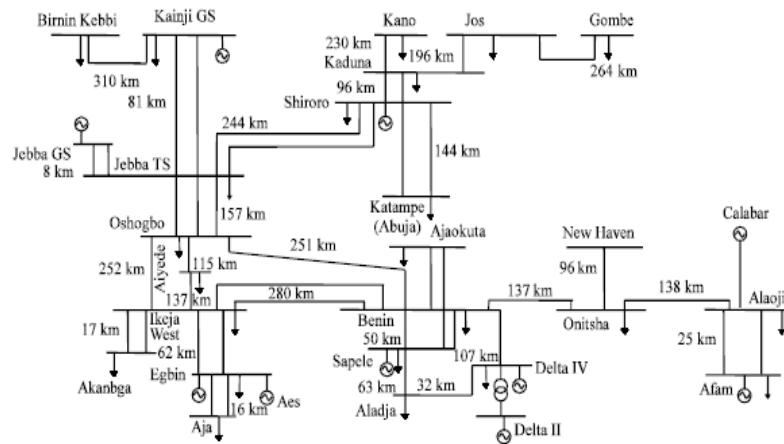 Birnin Kebbi
Kainji GS
Kano
Jos
Gombe
230 km
196 km
Kaduna
264 km
310 km
81 km
96 km
Shiroro
244 km
144 km
Jebba GS
8 km
Jebba TS
157 km
Katampe
(Abuja)
Ajaokuta
Calabar
Oshogbo
New Haven
Aiyede
251 km
252 km
115 km
96 km
137 km
280 km
137 km
138 km
Alaoji
17 km
Ikeja
West
Benin
Onitsha
62 km
50 km
25 km
Akanbga
Sapele
107 km
Egbin
Delta IV
63 km
32 km
Afam
16 km
Aes
Aladja
Aja
Delta II